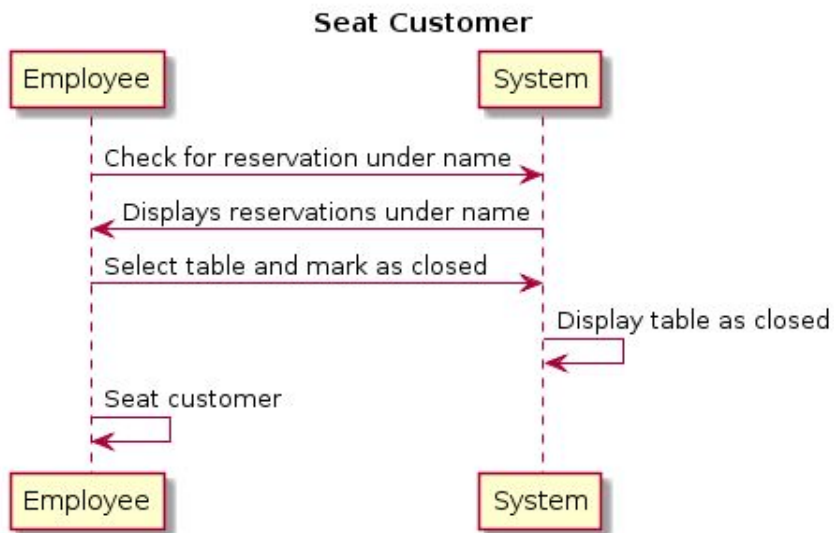 Seat Customer
Employee System
Check for reservation under name
Displays reservations under name
Select table and mark as closed
Display table as closed
Seat customer
Employee System